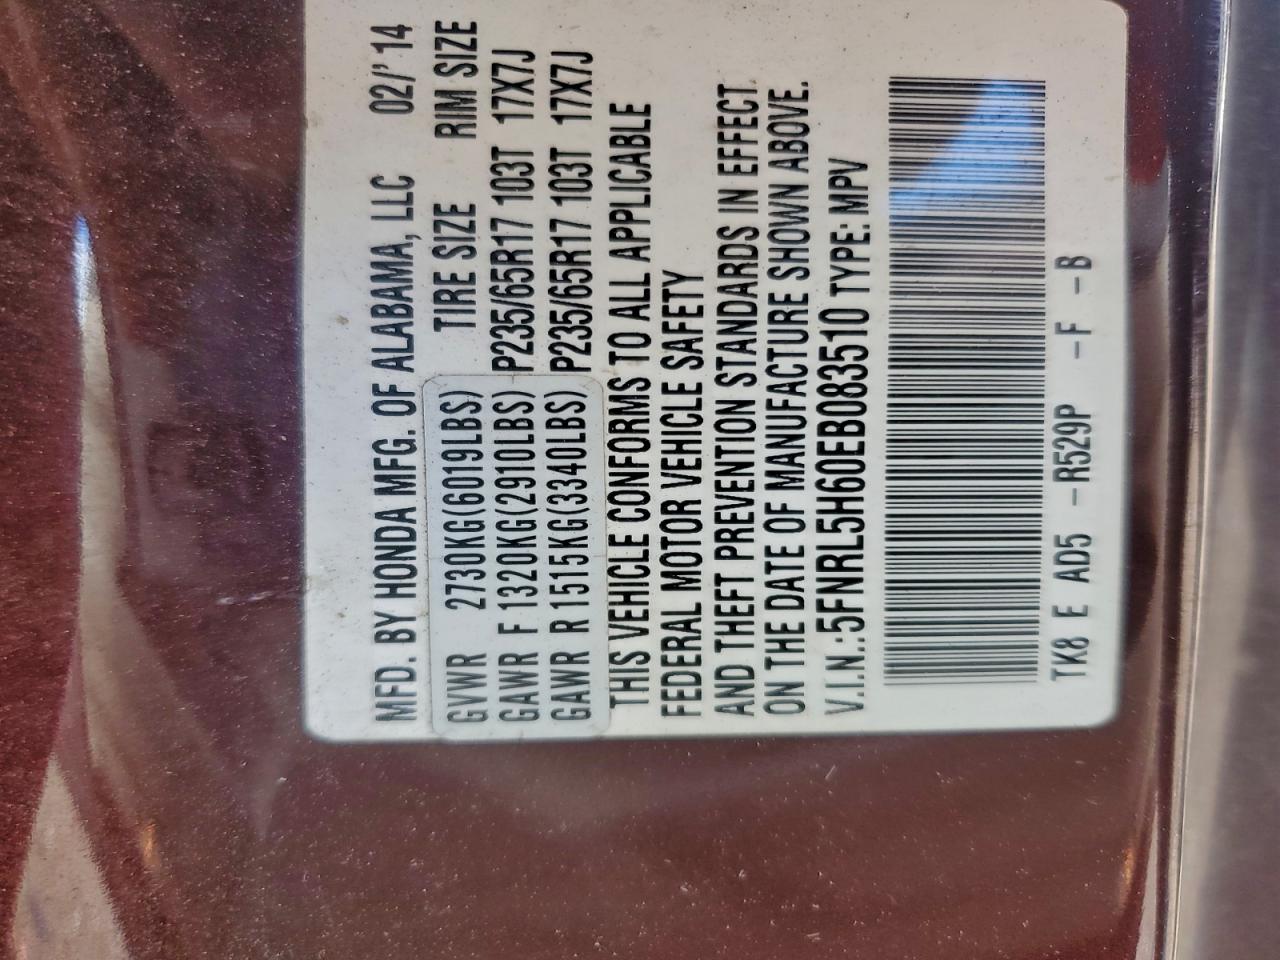 MFD. BY HONDA MFG. OF ALABAMA, LLC 02/'14
GVWR 2730KG(6019LBS) TIRE SIZE RIM SIZE
GAWR F 1320KG(2910LBS) P235/65R17 103T 17X7J
GAWR R 1515KG(3340LBS) P235/65R17 103T 17X7J
THIS VEHICLE CONFORMS TO ALL APPLICABLE
FEDERAL MOTOR VEHICLE SAFETY
AND THEFT PREVENTION STANDARDS IN EFFECT
ON THE DATE OF MANUFACTURE SHOWN ABOVE.
V.I.N.:5FNRL5H60EB083510 TYPE: MPV
TK8 E AD5 -R529P -F -B